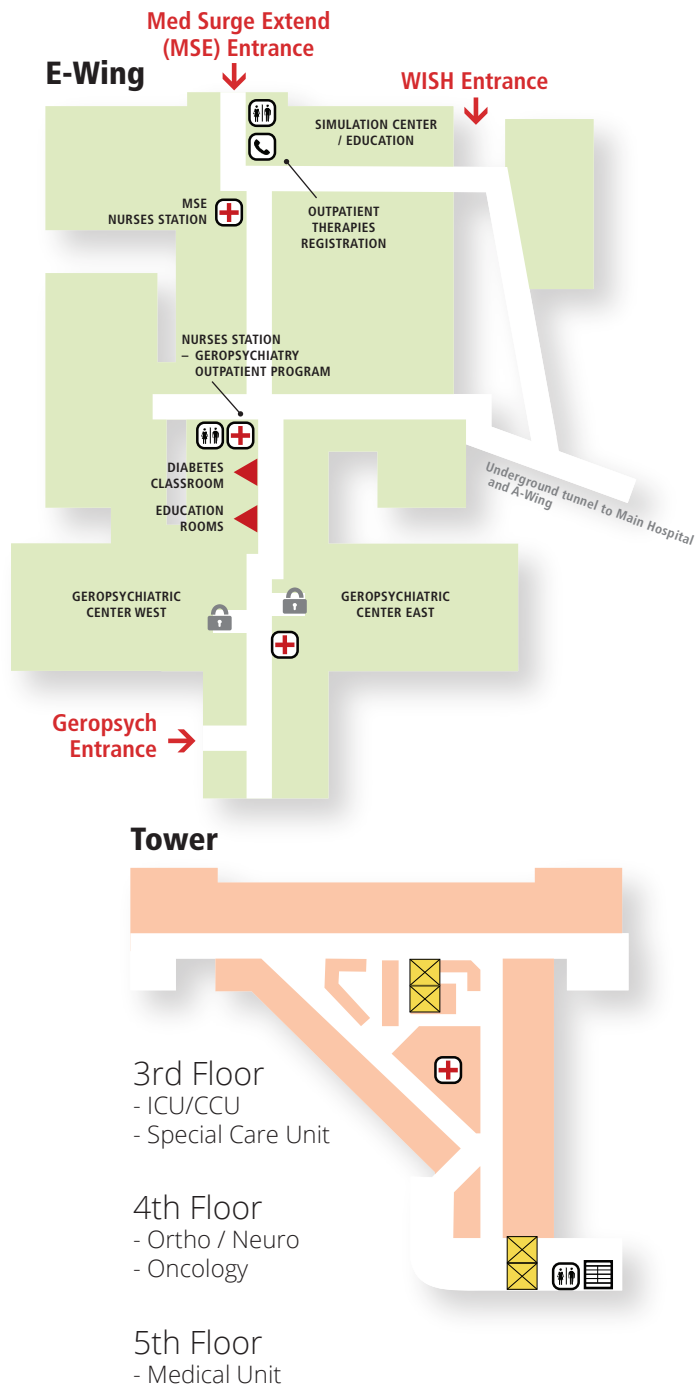 Med Surge Extend
(MSE) Entrance
E-Wing
WISH Entrance
SIMULATION CENTER
/ EDUCATION
MSE
NURSES STATION
OUTPATIENT
THERAPIES
REGISTRATION
NURSES STATION
– GEROPSYCHIATRY
OUTPATIENT PROGRAM
DIABETES
CLASSROOM
Underground tunnel to Main Hospital
and A-Wing
EDUCATION
ROOMS
GEROPSYCHIATRIC
CENTER WEST
GEROPSYCHIATRIC
CENTER EAST
Geropsych
Entrance
Tower
3rd Floor
- ICU/CCU
- Special Care Unit
4th Floor
- Ortho / Neuro
- Oncology
5th Floor
- Medical Unit